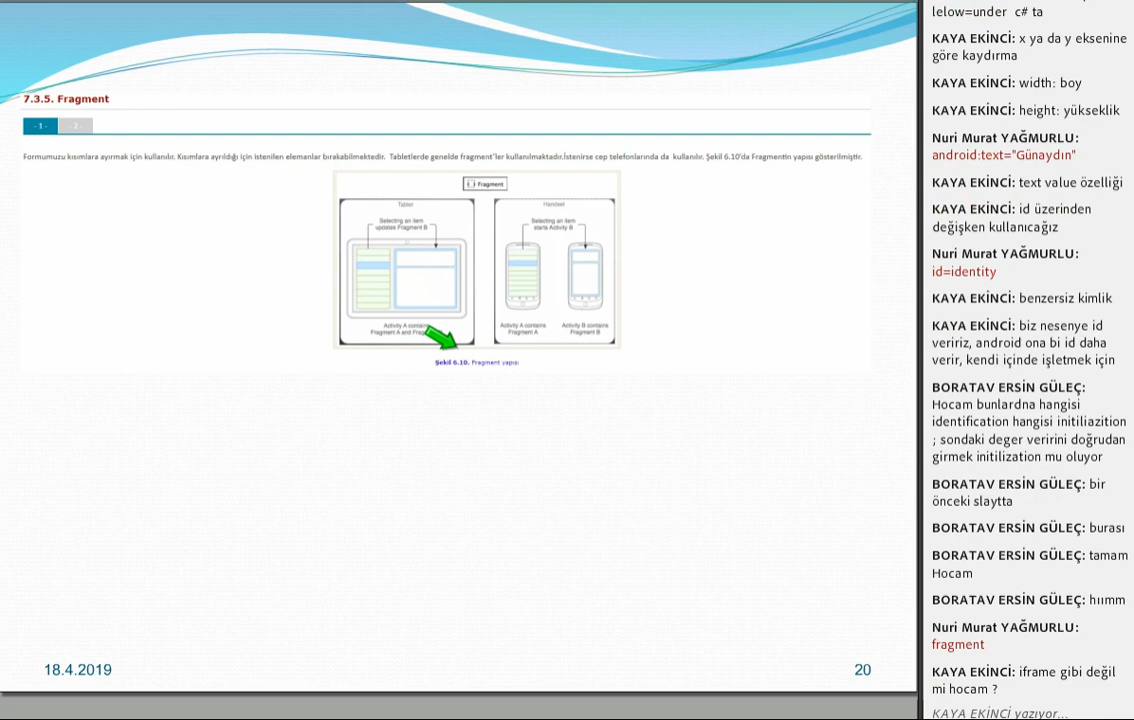 7.3.5. Fragment
- 1 -
- 2 -
Formumuzu kısımlara ayırmak için kullanılır. Kısımlara ayrıldığı için istenilen elemanlar bırakabilmektedir. Tabletlerde genelde fragment'ler kullanılmaktadır.İstenirse cep telefonlarında da kullanılır. Şekil 6.10'da Fragmentin yapısı gösterilmiştir.
Fragment
Tablet
Selecting an item
updates Fragment B
Activity A contains
Fragment A and
Handset
Selecting an item
starts Activity B
Activity A contains
Fragment A
Activity B contains
Fragment B
Şekil 6.10. Fragment yapısı
18.4.2019
20
lelow=under c# ta
KAYA EKİNCİ: x ya da y eksenine
göre kaydırma
KAYA EKİNCİ: width: boy
KAYA EKİNCİ: height: yükseklik
Nuri Murat YAĞMURLU:
android:text="Günaydın"
KAYA EKİNCİ: text value özelliği
KAYA EKİNCİ: id üzerinden
değişken kullanıcağız
Nuri Murat YAĞMURLU:
id=identity
KAYA EKİNCİ: benzersiz kimlik
KAYA EKİNCİ: biz nesenye id
veririz, android ona bi id daha
verir, kendi içinde işletmek için
BORATAV ERSİN GÜLEÇ:
Hocam bunlardna hangisi
identification hangisi initiliazition
; sondaki deger veririni doğrudan
girmek initilization mu oluyor
BORATAV ERSİN GÜLEÇ: bir
önceki slaytta
BORATAV ERSİN GÜLEÇ: burası
BORATAV ERSİN GÜLEÇ: tamam
Hocam
BORATAV ERSİN GÜLEÇ: hıımm
Nuri Murat YAĞMURLU:
fragment
KAYA EKİNCİ: iframe gibi değil
mi hocam ?
KAYA EKİNCİ yazıyor...